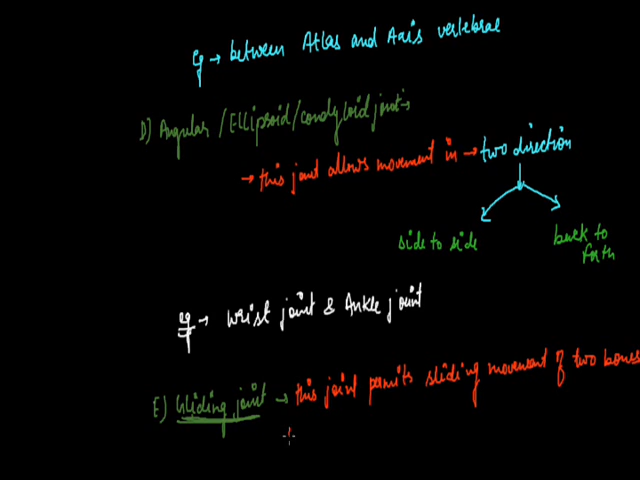 eg → between Atlas and Axis vertebrae
D) Angular / Ellipsoid / condyloid joint →
→ this joint allows movement in → two direction
side to side
back to forth
eg → Wrist joint & Ankle joint
E) Gliding joint → this joint permits sliding movement of two bones